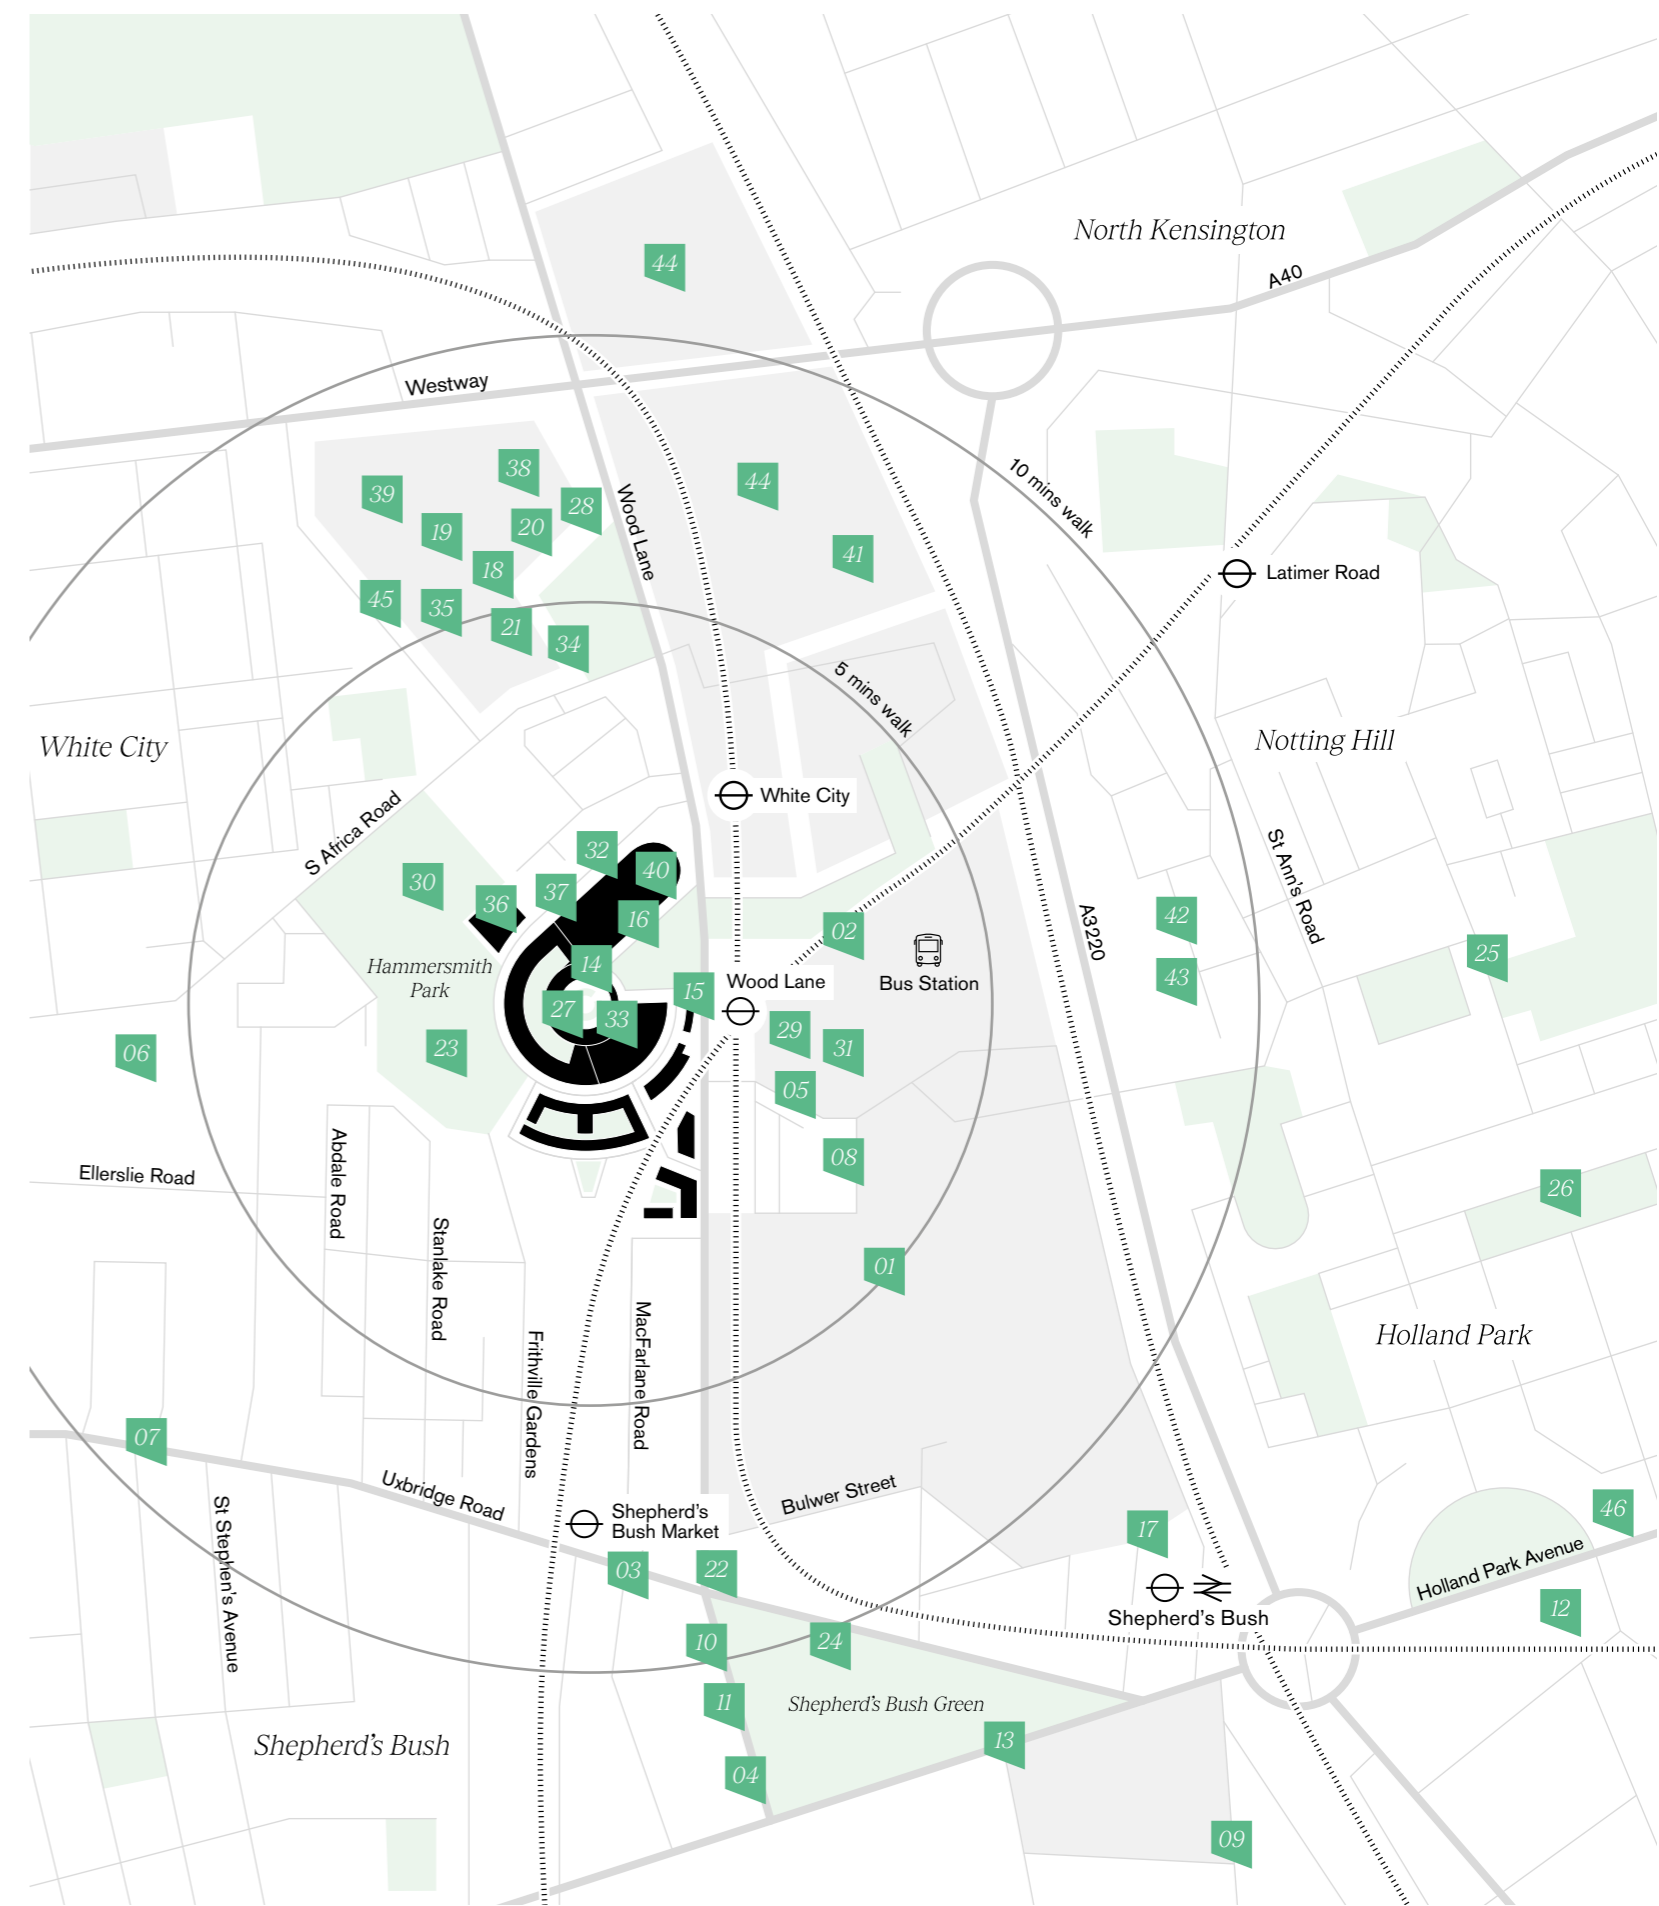 North Kensington
44
A40
Westway
10 mins walk
38
39
44
28
Wood Lane
20
19
41
18
Latimer Road
45
35
21
34
5 mins walk
White City
Notting Hill
White City
S Africa Road
32
40
30
37
St Ann's Road
36
16
42
02
A3220
Bus Station
25
14
Hammersmith
Park
Wood Lane
43
15
27
33
29
31
06
23
05
08
Abdale Road
Ellerslie Road
26
Stanlake Road
01
Holland Park
Frithville Gardens
MacFarlane Road
07
Uxbridge Road
Bulwer Street
St Stephen's Avenue
Shepherd's
Bush Market
46
17
Holland Park Avenue
03
22
Shepherd's Bush
12
10
24
11
Shepherd's Bush Green
13
Shepherd's Bush
04
09